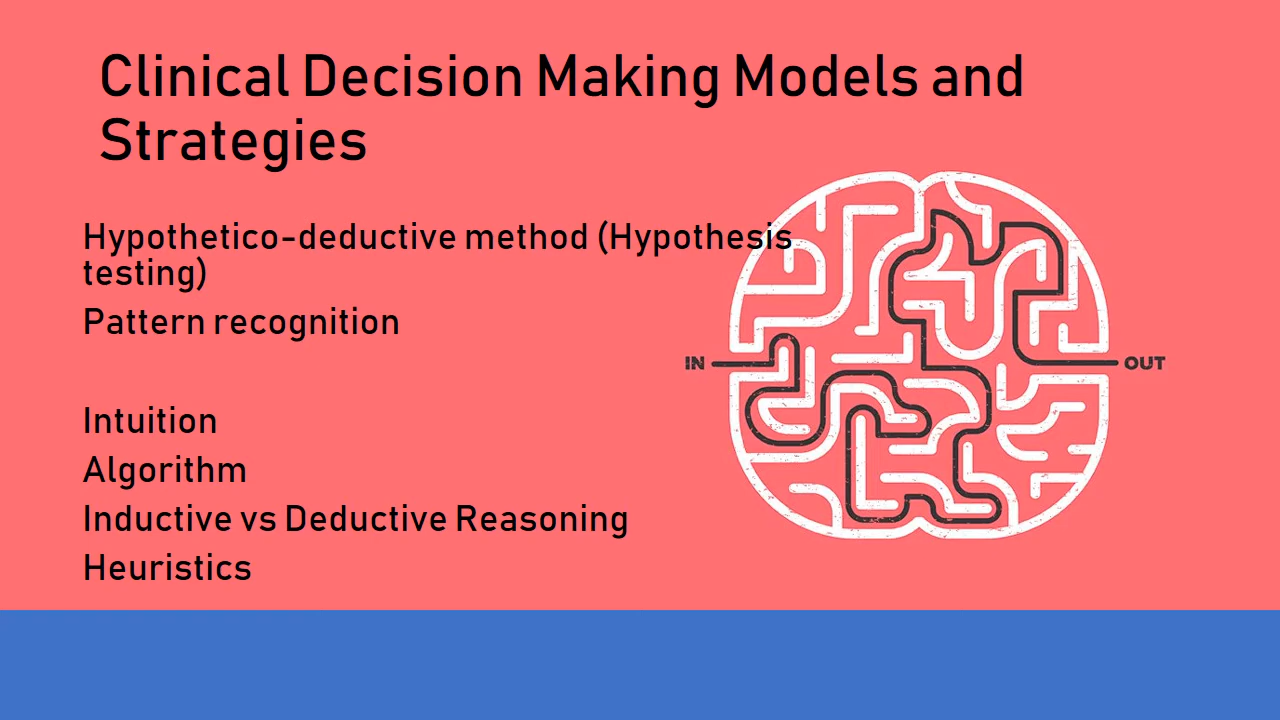 Clinical Decision Making Models and
Strategies
Hypothetico-deductive method (Hypothesis
testing)
Pattern recognition
IN
OUT
Intuition
Algorithm
Inductive vs Deductive Reasoning
Heuristics